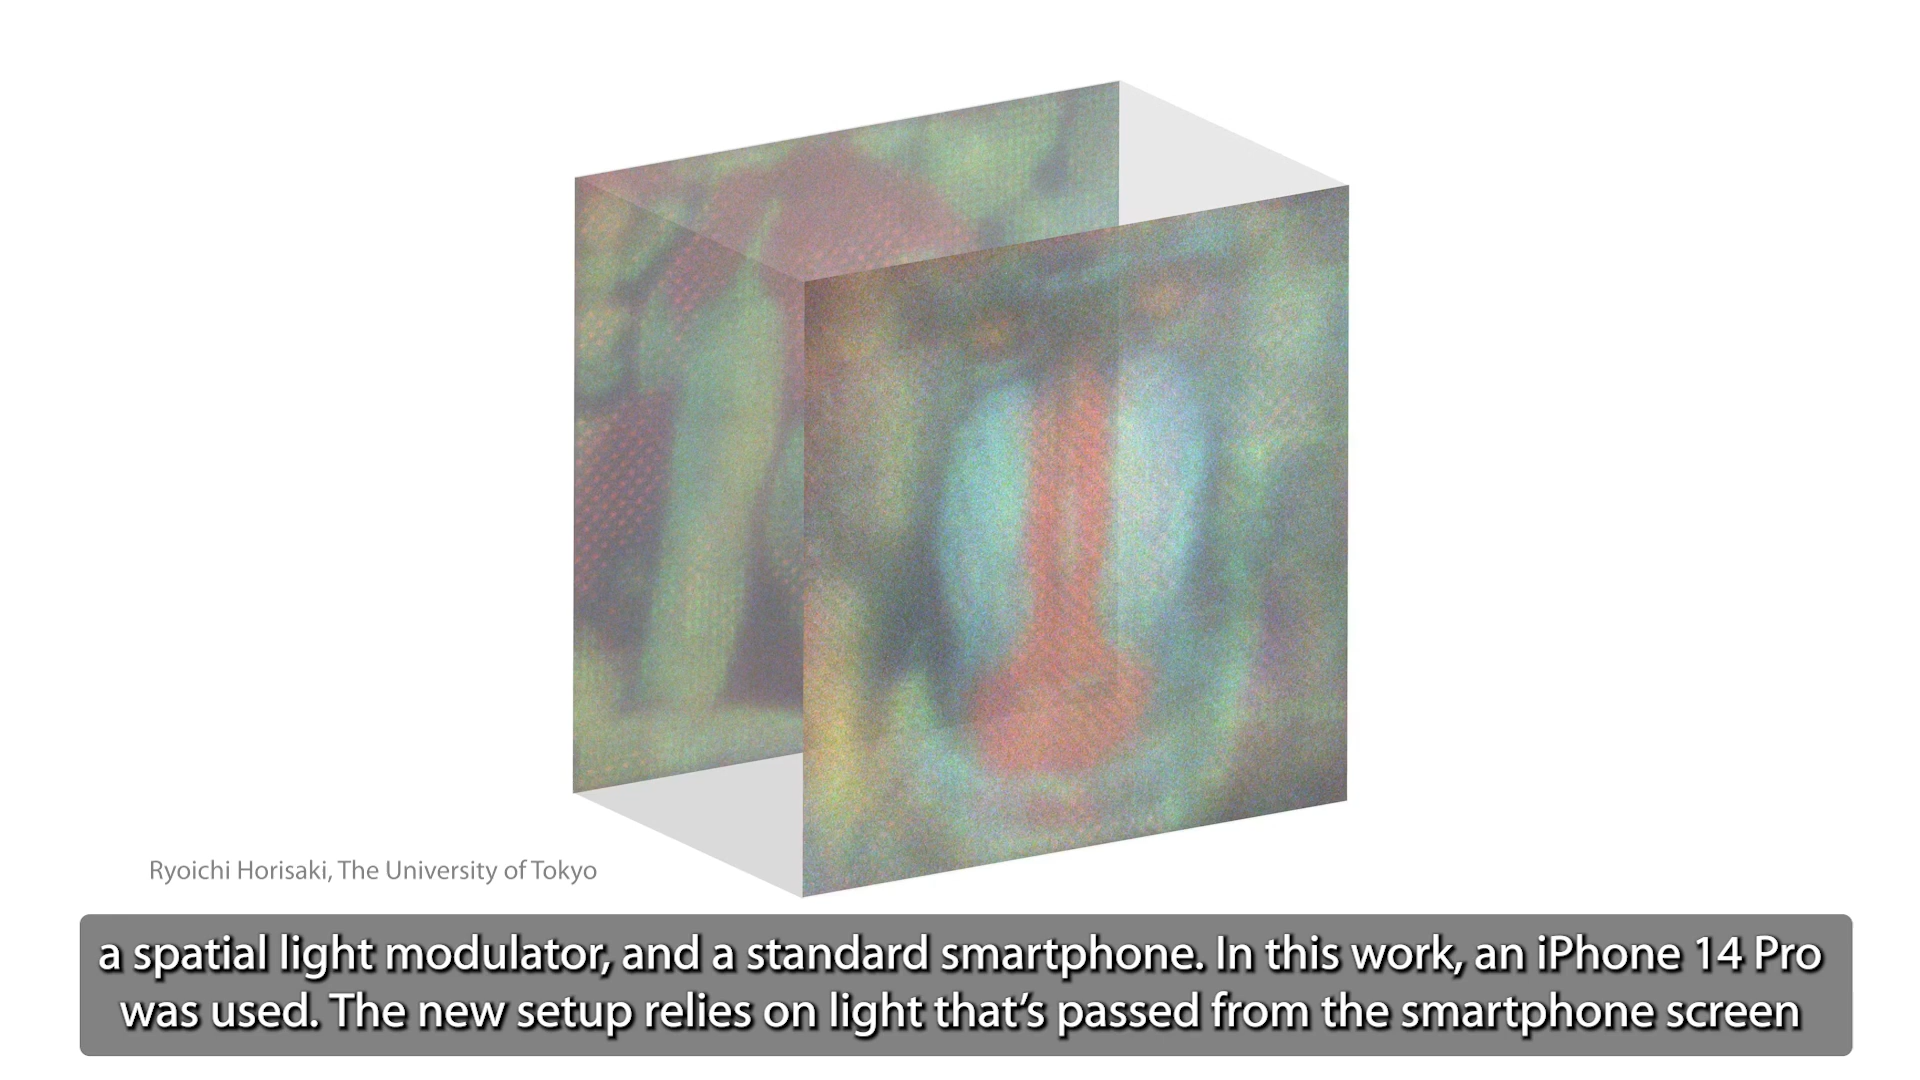 Ryoichi Horisaki, The University of Tokyo
a spatial light modulator, and a standard smartphone. In this work, an iPhone 14 Pro
was used. The new setup relies on light that’s passed from the smartphone screen